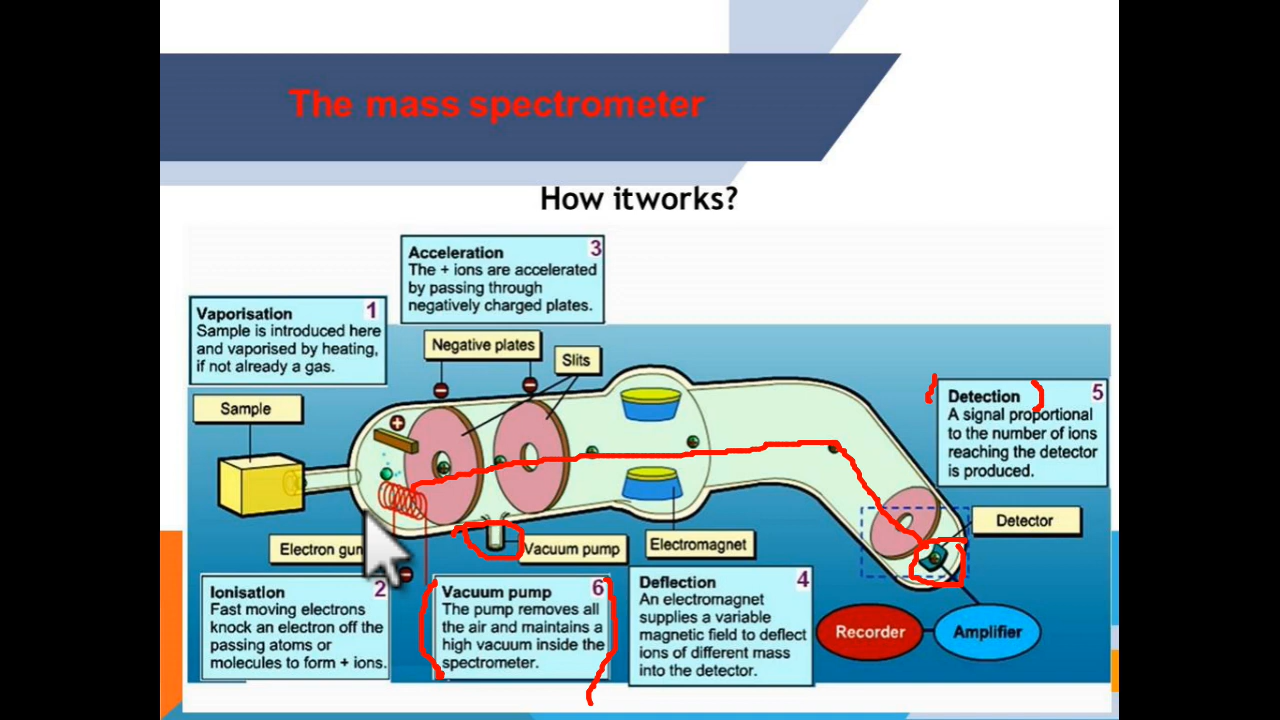 The mass spectrometer
How itworks?
Acceleration 3
The + ions are accelerated
by passing through
negatively charged plates.
Vaporisation 1
Sample is introduced here
and vaporised by heating,
if not already a gas.
Negative plates
Slits
Sample
Detection 5
A signal proportional
to the number of ions
reaching the detector
is produced.
Detector
Electron gun
Vacuum pump
Electromagnet
Ionisation 2
Fast moving electrons
knock an electron off the
passing atoms or
molecules to form + ions.
Vacuum pump 6
The pump removes all
the air and maintains a
high vacuum inside the
spectrometer.
Deflection 4
An electromagnet
supplies a variable
magnetic field to deflect
ions of different mass
into the detector.
Recorder
Amplifier